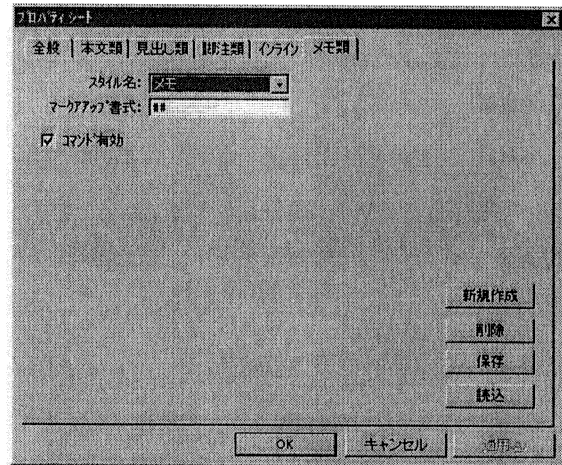 プロパティシート
全般 本文類 見出し類 脚注類 インライン メモ類
スタイル名: メモ
マークアップ書式: ##
コマンド有効
新規作成
削除
保存
読込
OK キャンセル 適用(A)